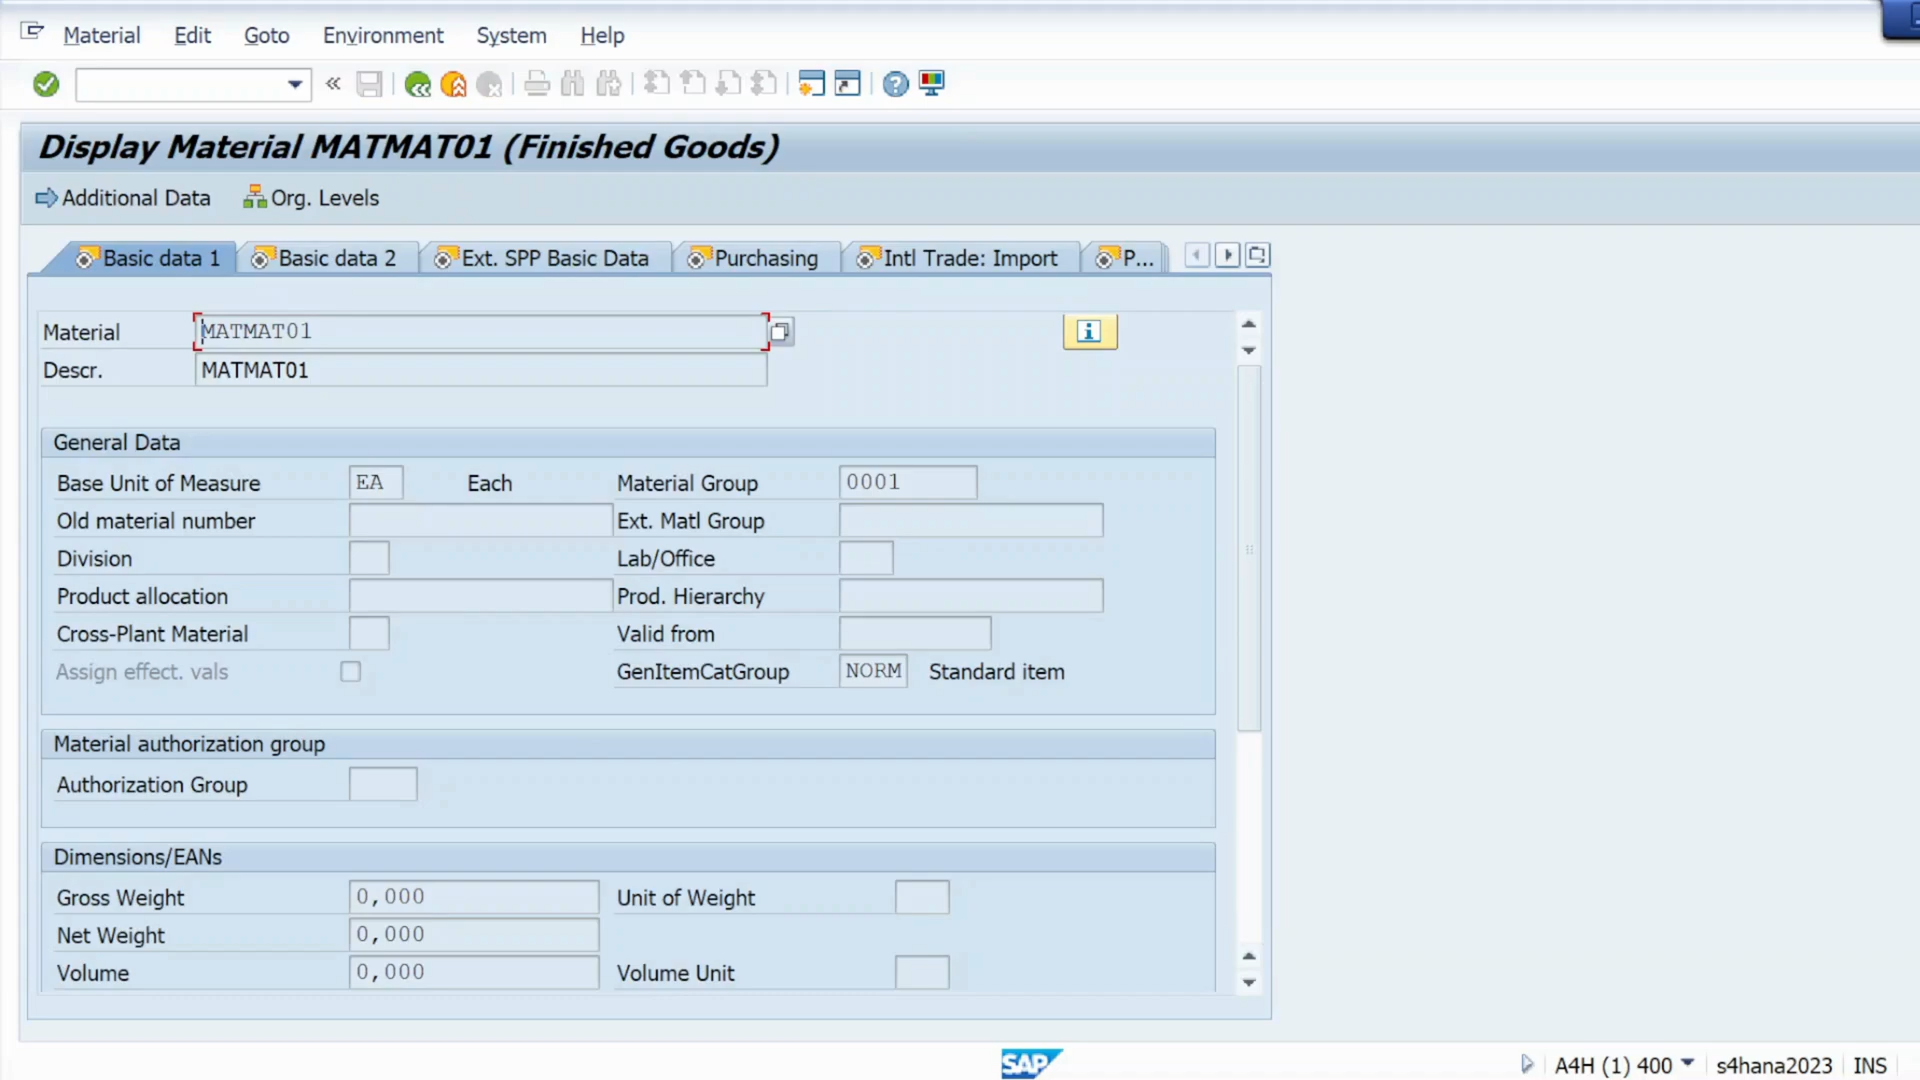 Material Edit Goto Environment System Help
Display Material MATMAT01 (Finished Goods)
Additional Data Org. Levels
Basic data 1 Basic data 2 Ext. SPP Basic Data Purchasing Intl Trade: Import P...
Material MATMAT01
Descr. MATMAT01
General Data
Base Unit of Measure EA Each Material Group 0001
Old material number Ext. Matl Group
Division Lab/Office
Product allocation Prod. Hierarchy
Cross-Plant Material Valid from
Assign effect. vals GenItemCatGroup NORM Standard item
Material authorization group
Authorization Group
Dimensions/EANs
Gross Weight 0,000 Unit of Weight
Net Weight 0,000
Volume 0,000 Volume Unit
SAP A4H (1) 400 s4hana2023 INS